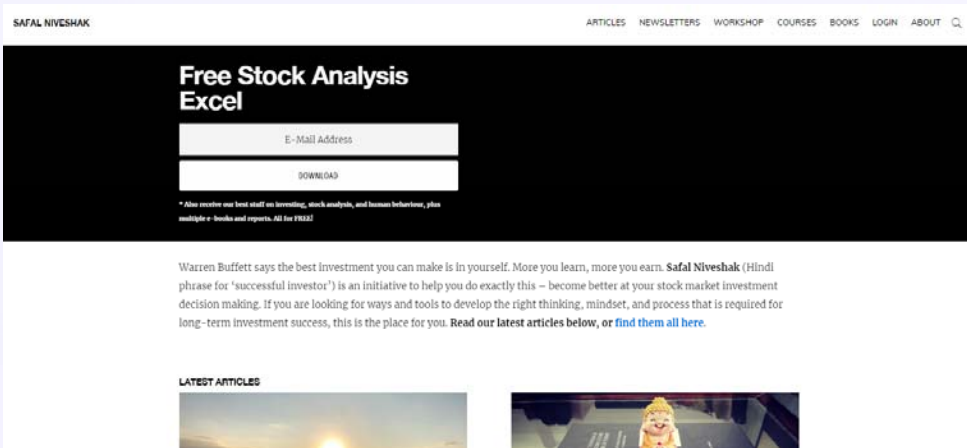 SAFAL NIVESHAK
ARTICLES NEWSLETTERS WORKSHOP COURSES BOOKS LOGIN ABOUT
Free Stock Analysis
Excel
E-Mail Address
DOWNLOAD
* Also receive our best stuff on investing, stock analysis, and human behaviour, plus
multiple e-books and reports. All for FREE!
Warren Buffett says the best investment you can make is in yourself. More you learn, more you earn. Safal Niveshak (Hindi
phrase for ‘successful investor’) is an initiative to help you do exactly this – become better at your stock market investment
decision making. If you are looking for ways and tools to develop the right thinking, mindset, and process that is required for
long-term investment success, this is the place for you. Read our latest articles below, or find them all here.
LATEST ARTICLES